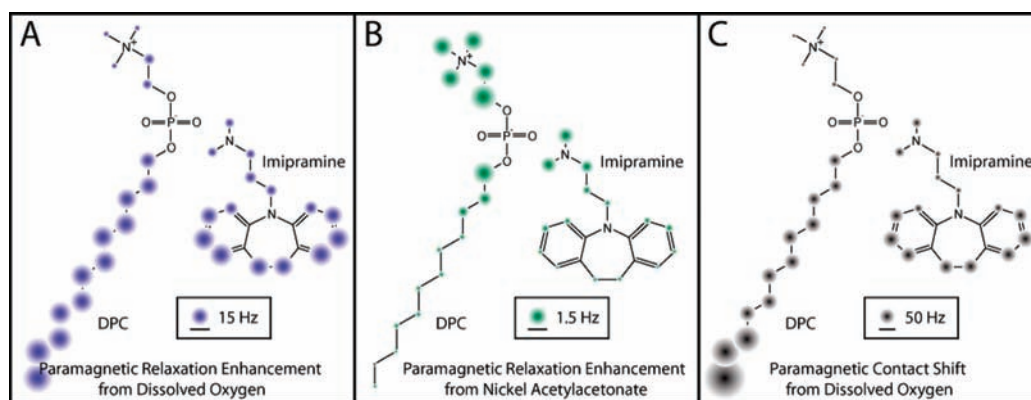 A
N+
O
O=P-O
O
N
Imipramine
N
DPC
15 Hz
Paramagnetic Relaxation Enhancement
from Dissolved Oxygen
B
N+
O
O=P=O
O
N
Imipramine
N
DPC
1.5 Hz
Paramagnetic Relaxation Enhancement
from Nickel Acetylacetonate
C
N+
O
O=P=O
O
N
Imipramine
N
DPC
50 Hz
Paramagnetic Contact Shift
from Dissolved Oxygen